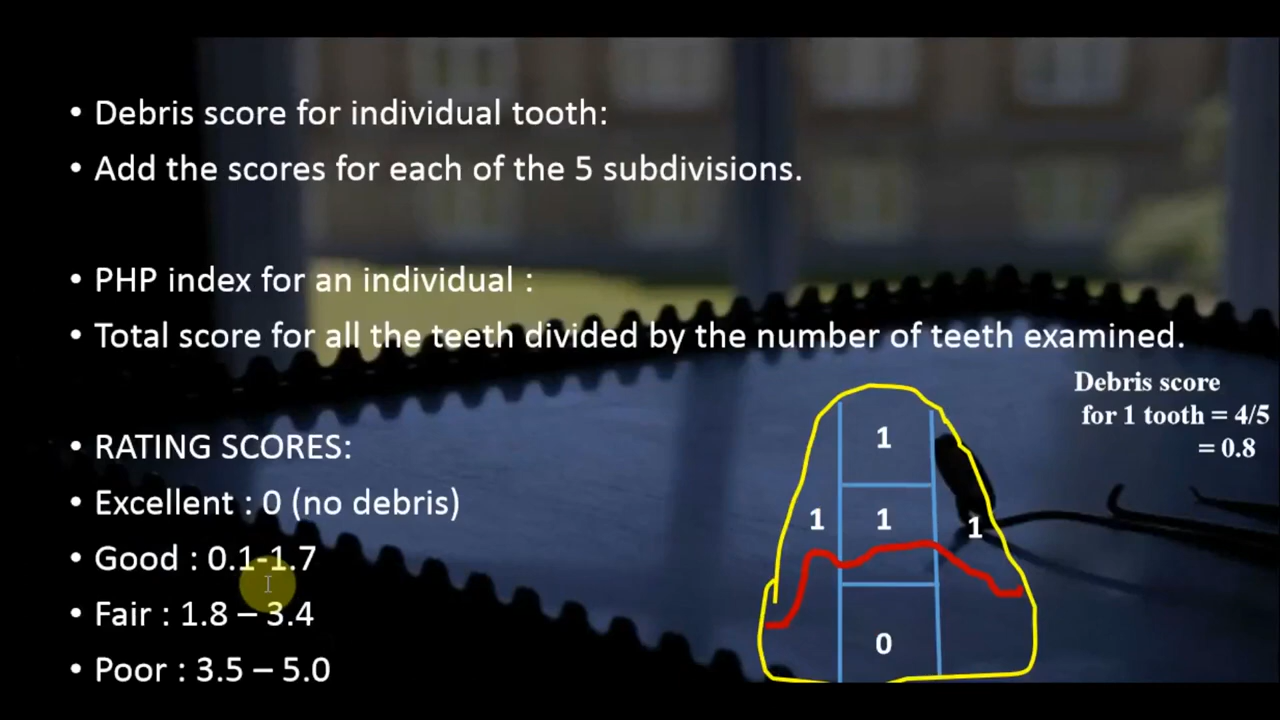 • Debris score for individual tooth:
• Add the scores for each of the 5 subdivisions.
• PHP index for an individual :
• Total score for all the teeth divided by the number of teeth examined.
Debris score
for 1 tooth = 4/5
= 0.8
• RATING SCORES:
• Excellent : 0 (no debris)
• Good : 0.1-1.7
• Fair : 1.8 – 3.4
• Poor : 3.5 – 5.0
1
1 1 1
0